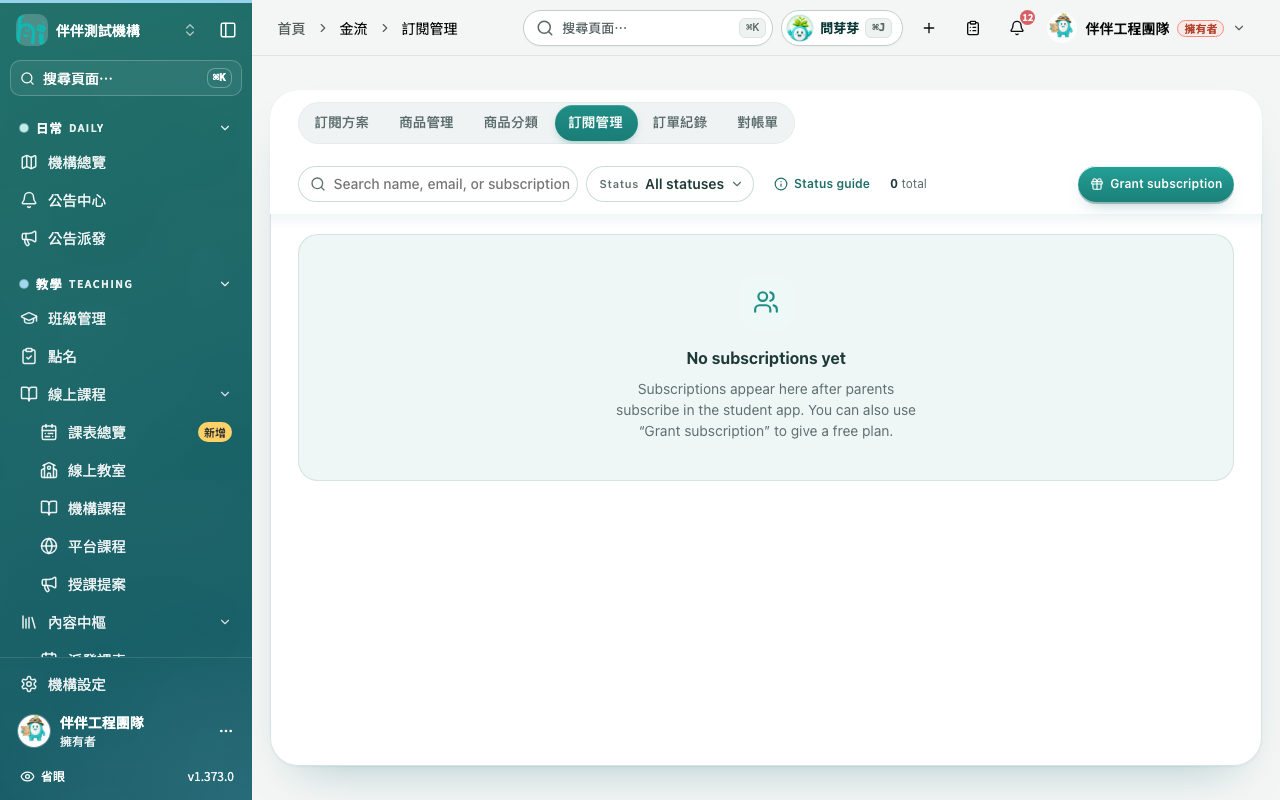 伴伴測試機構
搜尋頁面… ⌘K
日常 DAILY
機構總覽
公告中心
公告派發
教學 TEACHING
班級管理
點名
線上課程
課表總覽 新增
線上教室
機構課程
平台課程
授課提案
內容中樞
機構設定
伴伴工程團隊
擁有者
省眼 v1.373.0
首頁 > 金流 > 訂閱管理
搜尋頁面… ⌘K
問芽芽 ⌘J
12
伴伴工程團隊 擁有者
訂閱方案 商品管理 商品分類 訂閱管理 訂單紀錄 對帳單
Search name, email, or subscription
Status All statuses
Status guide
0 total
Grant subscription
No subscriptions yet
Subscriptions appear here after parents
subscribe in the student app. You can also use
“Grant subscription” to give a free plan.